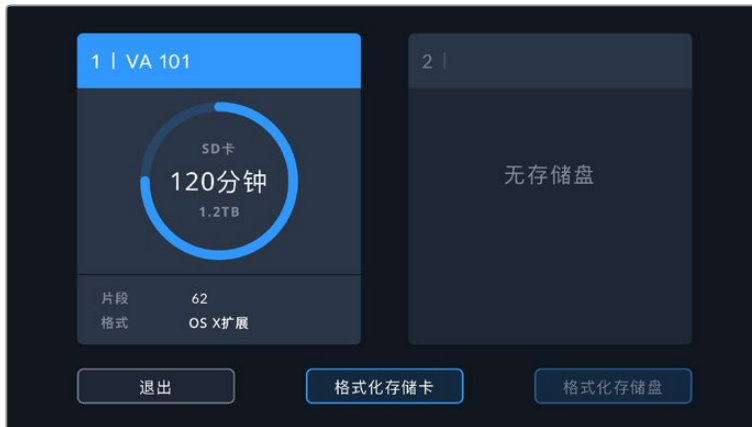 1 | VA 101
SD卡
120分钟
1.2TB
片段 62
格式 OS X扩展
2 |
无存储盘
退出
格式化存储卡
格式化存储盘